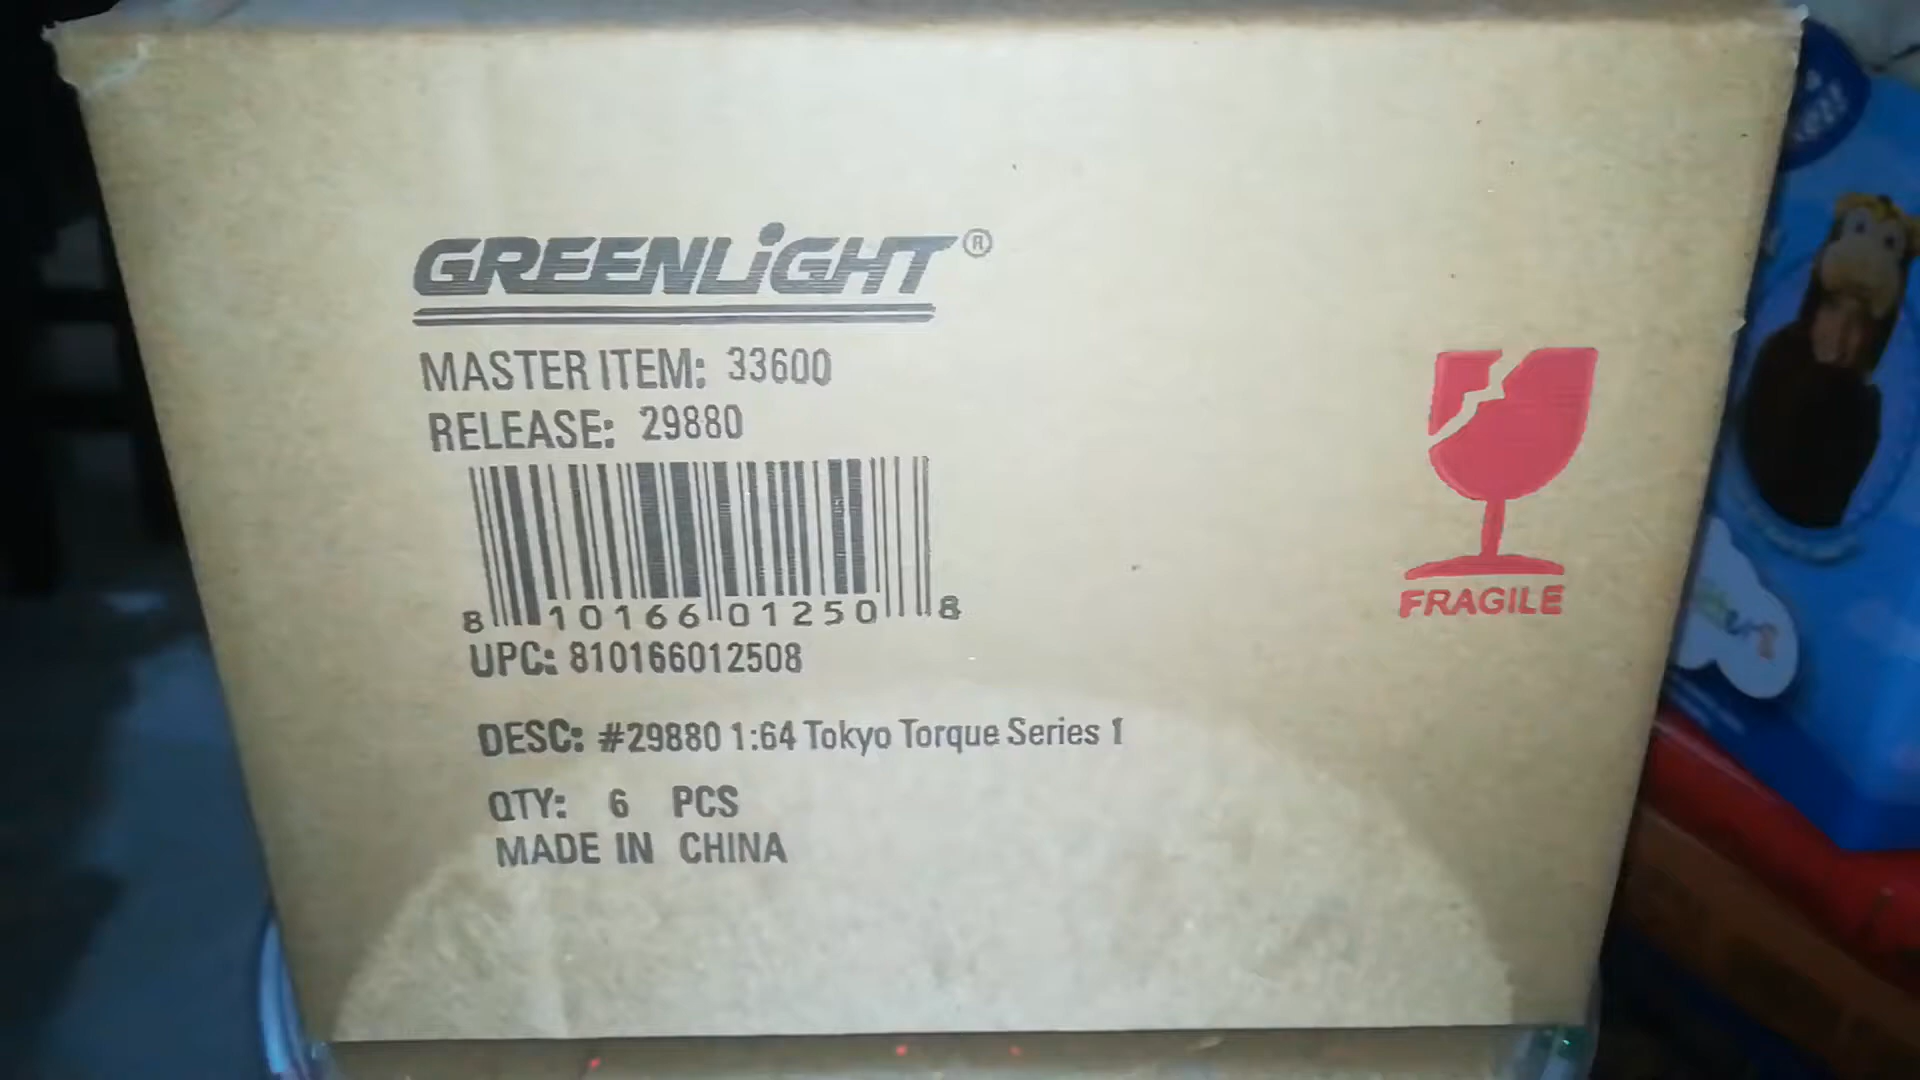 GREENLiGHT®
MASTER ITEM: 33600
RELEASE: 29880
8 10166 01250 8
UPC: 810166012508
DESC: #29880 1:64 Tokyo Torque Series 1
QTY: 6 PCS
MADE IN CHINA
FRAGILE